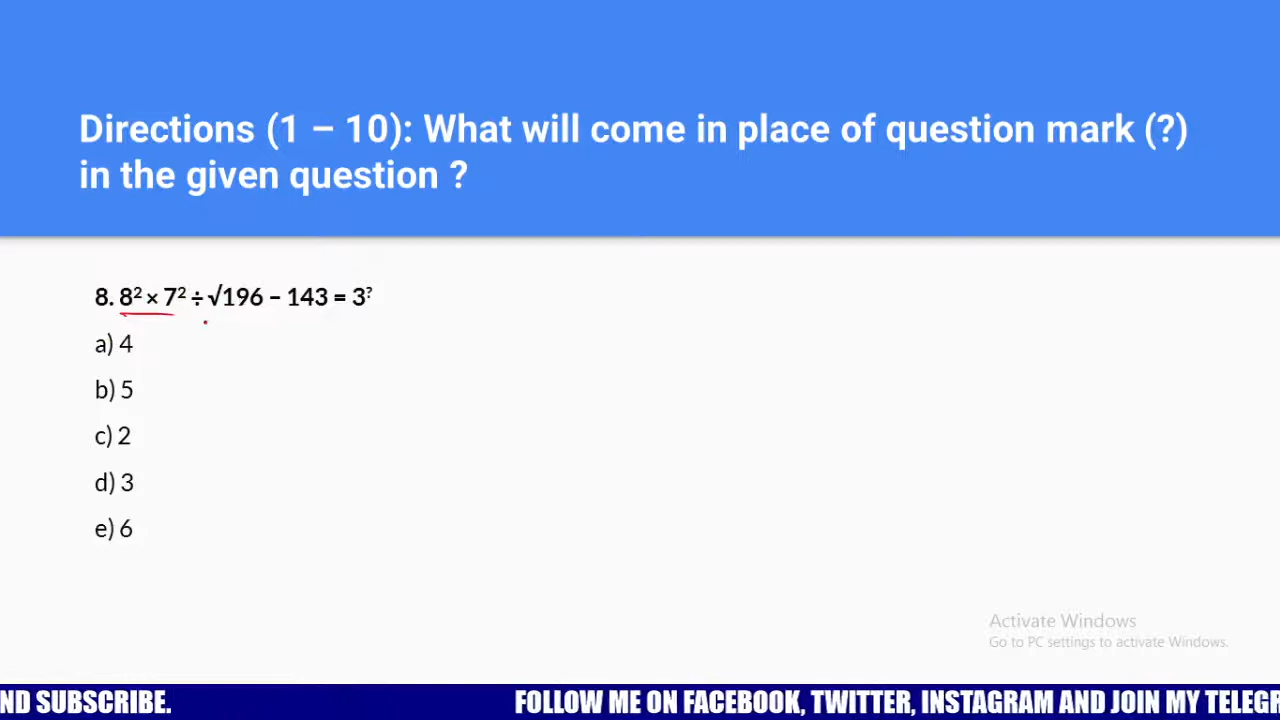 Directions (1 – 10): What will come in place of question mark (?)
in the given question ?
8. 8² × 7² ÷ √196 – 143 = 3^?
a) 4
b) 5
c) 2
d) 3
e) 6
Activate Windows
Go to PC settings to activate Windows.
ND SUBSCRIBE. FOLLOW ME ON FACEBOOK, TWITTER, INSTAGRAM AND JOIN MY TELEGR